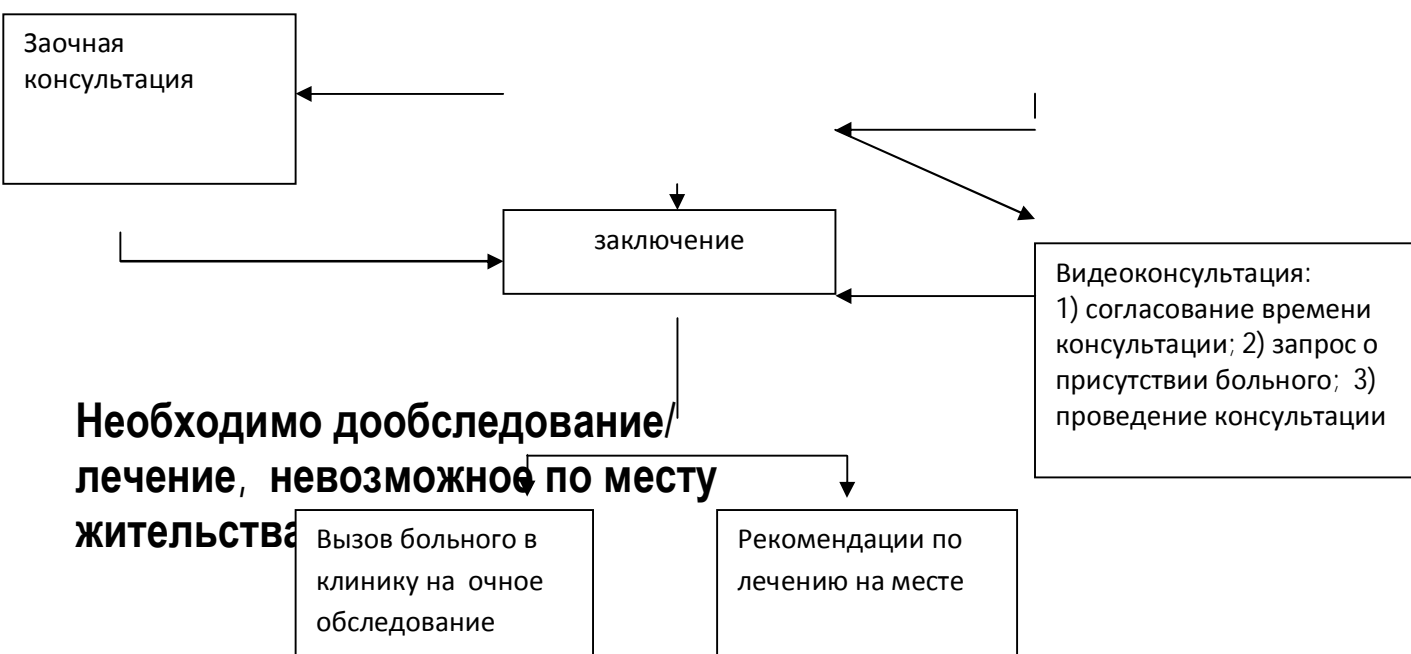 Заочная
консультация
заключение
Видеоконсультация:
1) согласование времени
консультации; 2) запрос о
присутствии больного; 3)
проведение консультации
Необходимо дообследование/
лечение, невозможное по месту
жительства
Вызов больного в
клинику на очное
обследование
Рекомендации по
лечению на месте